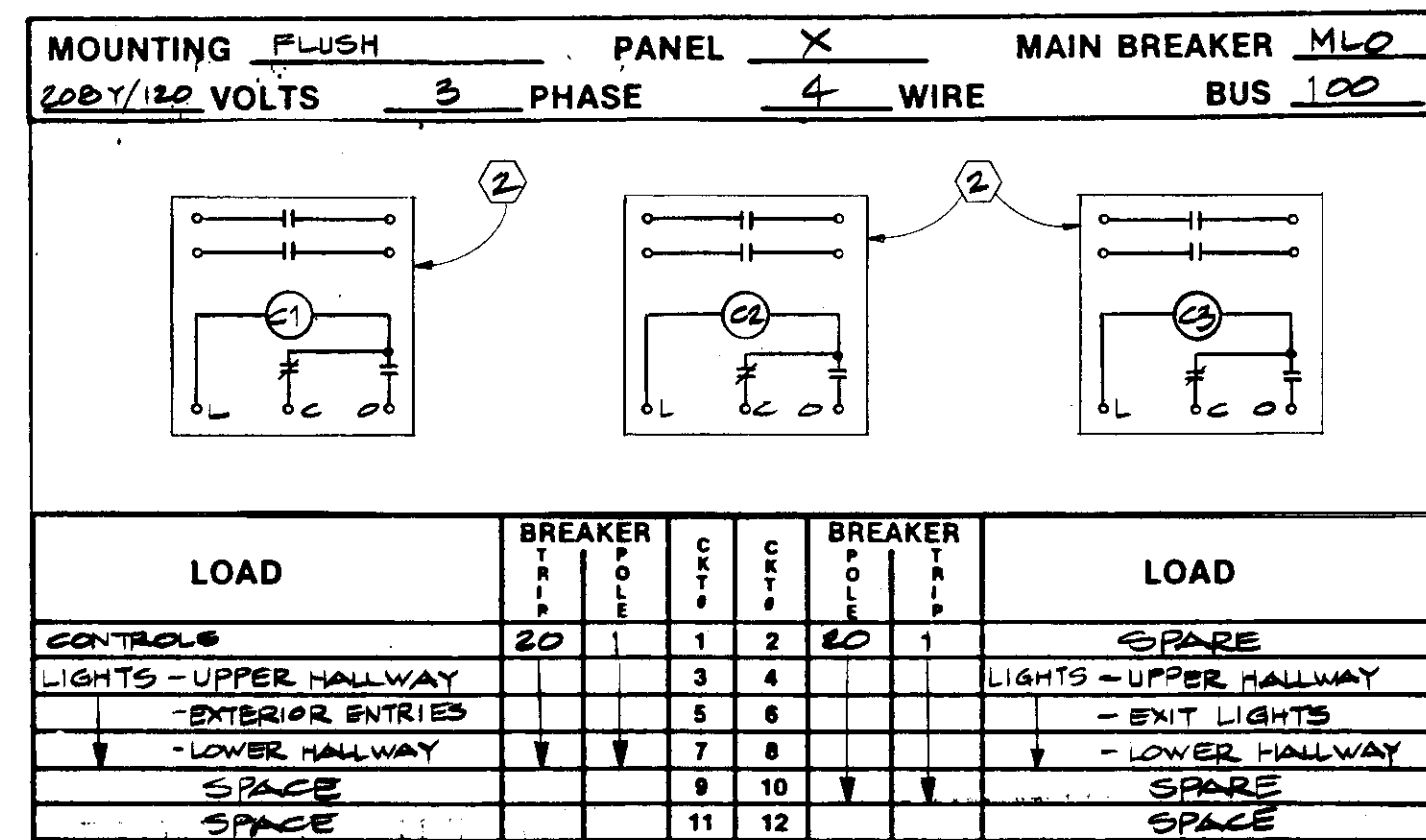 MOUNTING FLUSH PANEL X MAIN BREAKER MLO
208Y/120 VOLTS 3 PHASE 4 WIRE BUS 100
2 2
C1 C2 C3
L C O L C O L C O
LOAD BREAKER TRIP POLE CKT# CKT# BREAKER POLE TRIP LOAD
CONTROLS 20 1 1 2 20 1 SPARE
LIGHTS - UPPER HALLWAY 3 4 LIGHTS - UPPER HALLWAY
- EXTERIOR ENTRIES 5 6 - EXIT LIGHTS
- LOWER HALLWAY 7 8 - LOWER HALLWAY
SPACE 9 10 SPARE
SPACE 11 12 SPACE